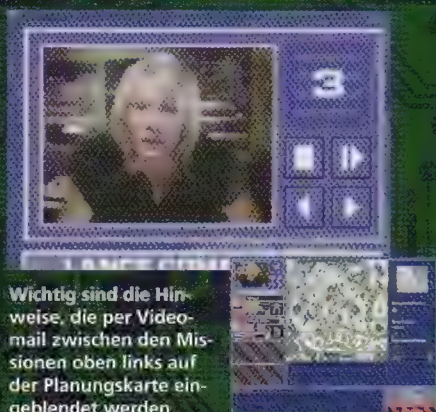 3
Wichtig sind die Hin-
weise, die per Video-
mail zwischen den Mis-
sionen oben links auf
der Planungskarte ein-
geblendet werden